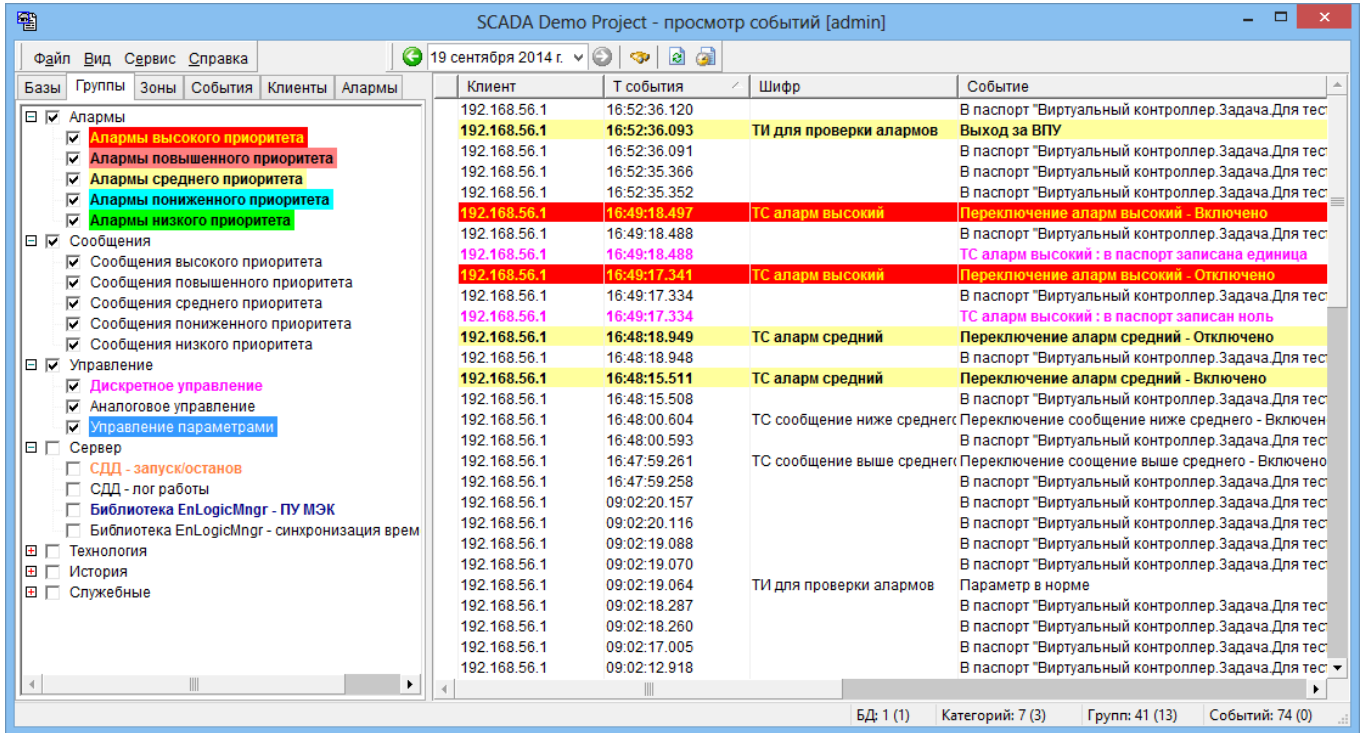 SCADA Demo Project - просмотр событий [admin]
Файл Вид Сервис Справка
19 сентября 2014 г.
Базы Группы Зоны События Клиенты Алармы
Алармы
Алармы высокого приоритета
Алармы повышенного приоритета
Алармы среднего приоритета
Алармы пониженного приоритета
Алармы низкого приоритета
Сообщения
Сообщения высокого приоритета
Сообщения повышенного приоритета
Сообщения среднего приоритета
Сообщения пониженного приоритета
Сообщения низкого приоритета
Управление
Дискретное управление
Аналоговое управление
Управление параметрами
Сервер
СДД - запуск/останов
СДД - лог работы
Библиотека EnLogicMngr - ПУ МЭК
Библиотека EnLogicMngr - синхронизация врем
Технология
История
Служебные
Клиент Т события Шифр Событие
192.168.56.1 16:52:36.120 В паспорт "Виртуальный контроллер.Задача.Для тес
192.168.56.1 16:52:36.093 ТИ для проверки алармов Выход за ВПУ
192.168.56.1 16:52:36.091 В паспорт "Виртуальный контроллер.Задача.Для тес
192.168.56.1 16:52:35.366 В паспорт "Виртуальный контроллер.Задача.Для тес
192.168.56.1 16:52:35.352 В паспорт "Виртуальный контроллер.Задача.Для тес
192.168.56.1 16:49:18.497 ТС аларм высокий Переключение аларм высокий - Включено
192.168.56.1 16:49:18.488 В паспорт "Виртуальный контроллер.Задача.Для тес
192.168.56.1 16:49:18.488 ТС аларм высокий : в паспорт записана единица
192.168.56.1 16:49:17.341 ТС аларм высокий Переключение аларм высокий - Отключено
192.168.56.1 16:49:17.334 В паспорт "Виртуальный контроллер.Задача.Для тес
192.168.56.1 16:49:17.334 ТС аларм высокий : в паспорт записан ноль
192.168.56.1 16:48:18.949 ТС аларм средний Переключение аларм средний - Отключено
192.168.56.1 16:48:18.948 В паспорт "Виртуальный контроллер.Задача.Для тес
192.168.56.1 16:48:15.511 ТС аларм средний Переключение аларм средний - Включено
192.168.56.1 16:48:15.508 В паспорт "Виртуальный контроллер.Задача.Для тес
192.168.56.1 16:48:00.604 ТС сообщение ниже среднего Переключение сообщение ниже среднего - Включен
192.168.56.1 16:48:00.593 В паспорт "Виртуальный контроллер.Задача.Для тес
192.168.56.1 16:47:59.261 ТС сообщение выше среднего Переключение соощение выше среднего - Включено
192.168.56.1 16:47:59.258 В паспорт "Виртуальный контроллер.Задача.Для тес
192.168.56.1 09:02:20.157 В паспорт "Виртуальный контроллер.Задача.Для тес
192.168.56.1 09:02:20.116 В паспорт "Виртуальный контроллер.Задача.Для тес
192.168.56.1 09:02:19.088 В паспорт "Виртуальный контроллер.Задача.Для тес
192.168.56.1 09:02:19.070 В паспорт "Виртуальный контроллер.Задача.Для тес
192.168.56.1 09:02:19.064 ТИ для проверки алармов Параметр в норме
192.168.56.1 09:02:18.287 В паспорт "Виртуальный контроллер.Задача.Для тес
192.168.56.1 09:02:18.260 В паспорт "Виртуальный контроллер.Задача.Для тес
192.168.56.1 09:02:17.005 В паспорт "Виртуальный контроллер.Задача.Для тес
192.168.56.1 09:02:12.918 В паспорт "Виртуальный контроллер.Задача.Для тес
БД: 1 (1) Категорий: 7 (3) Групп: 41 (13) Событий: 74 (0)